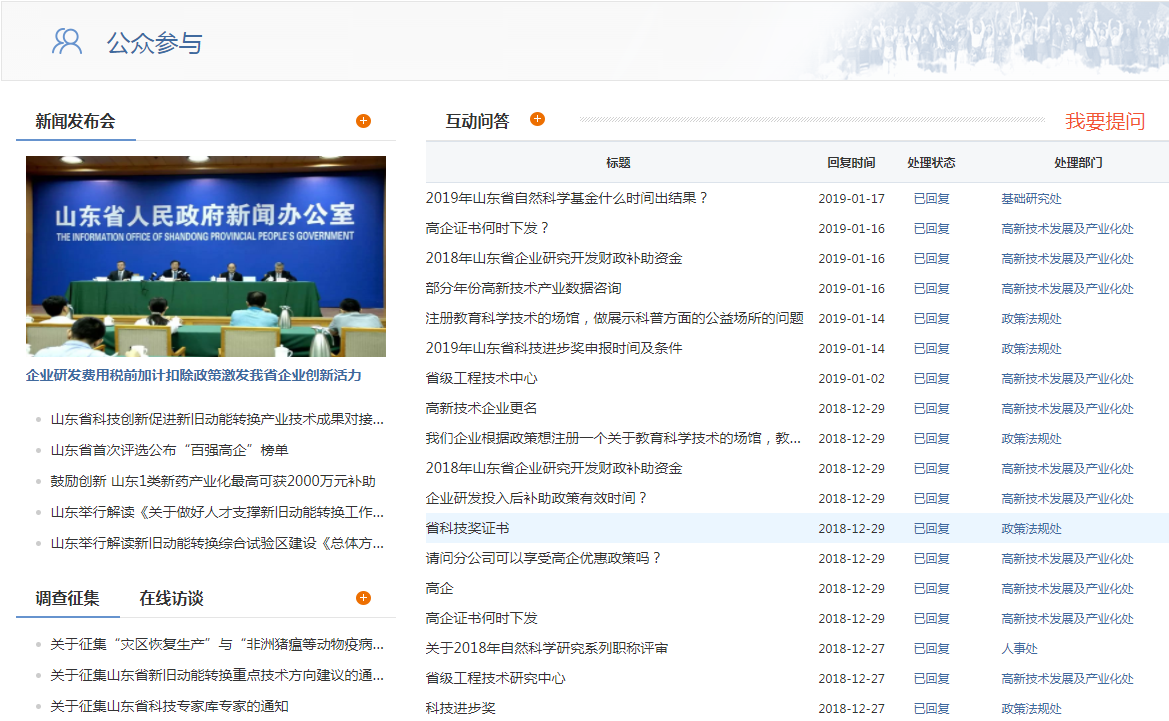 公众参与
新闻发布会
山东省人民政府新闻办公室
THE INFORMATION OFFICE OF SHANDONG PROVINCIAL PEOPLE'S GOVERNMENT
企业研发费用税前加计扣除政策激发我省企业创新活力
山东省科技创新促进新旧动能转换产业技术成果对接...
山东省首次评选公布“百强高企”榜单
鼓励创新 山东1类新药产业化最高可获2000万元补助
山东举行解读《关于做好人才支撑新旧动能转换工作...
山东举行解读新旧动能转换综合试验区建设《总体方...
调查征集 在线访谈
关于征集“灾区恢复生产”与“非洲猪瘟等动物疫病...
关于征集山东省新旧动能转换重点技术方向建议的通...
关于征集山东省科技专家库专家的通知
互动问答 我要提问
标题 回复时间 处理状态 处理部门
2019年山东省自然科学基金什么时间出结果？ 2019-01-17 已回复 基础研究处
高企证书何时下发？ 2019-01-16 已回复 高新技术发展及产业化处
2018年山东省企业研究开发财政补助资金 2019-01-16 已回复 高新技术发展及产业化处
部分年份高新技术产业数据咨询 2019-01-16 已回复 高新技术发展及产业化处
注册教育科学技术的场馆，做展示科普方面的公益场所的问题 2019-01-14 已回复 政策法规处
2019年山东省科技进步奖申报时间及条件 2019-01-14 已回复 政策法规处
省级工程技术中心 2019-01-02 已回复 高新技术发展及产业化处
高新技术企业更名 2018-12-29 已回复 高新技术发展及产业化处
我们企业根据政策想注册一个关于教育科学技术的场馆，教... 2018-12-29 已回复 政策法规处
2018年山东省企业研究开发财政补助资金 2018-12-29 已回复 高新技术发展及产业化处
企业研发投入后补助政策有效时间？ 2018-12-29 已回复 高新技术发展及产业化处
省科技奖证书 2018-12-29 已回复 政策法规处
请问分公司可以享受高企优惠政策吗？ 2018-12-29 已回复 高新技术发展及产业化处
高企 2018-12-29 已回复 高新技术发展及产业化处
高企证书何时下发 2018-12-29 已回复 高新技术发展及产业化处
关于2018年自然科学研究系列职称评审 2018-12-27 已回复 人事处
省级工程技术研究中心 2018-12-27 已回复 高新技术发展及产业化处
科技进步奖 2018-12-27 已回复 政策法规处